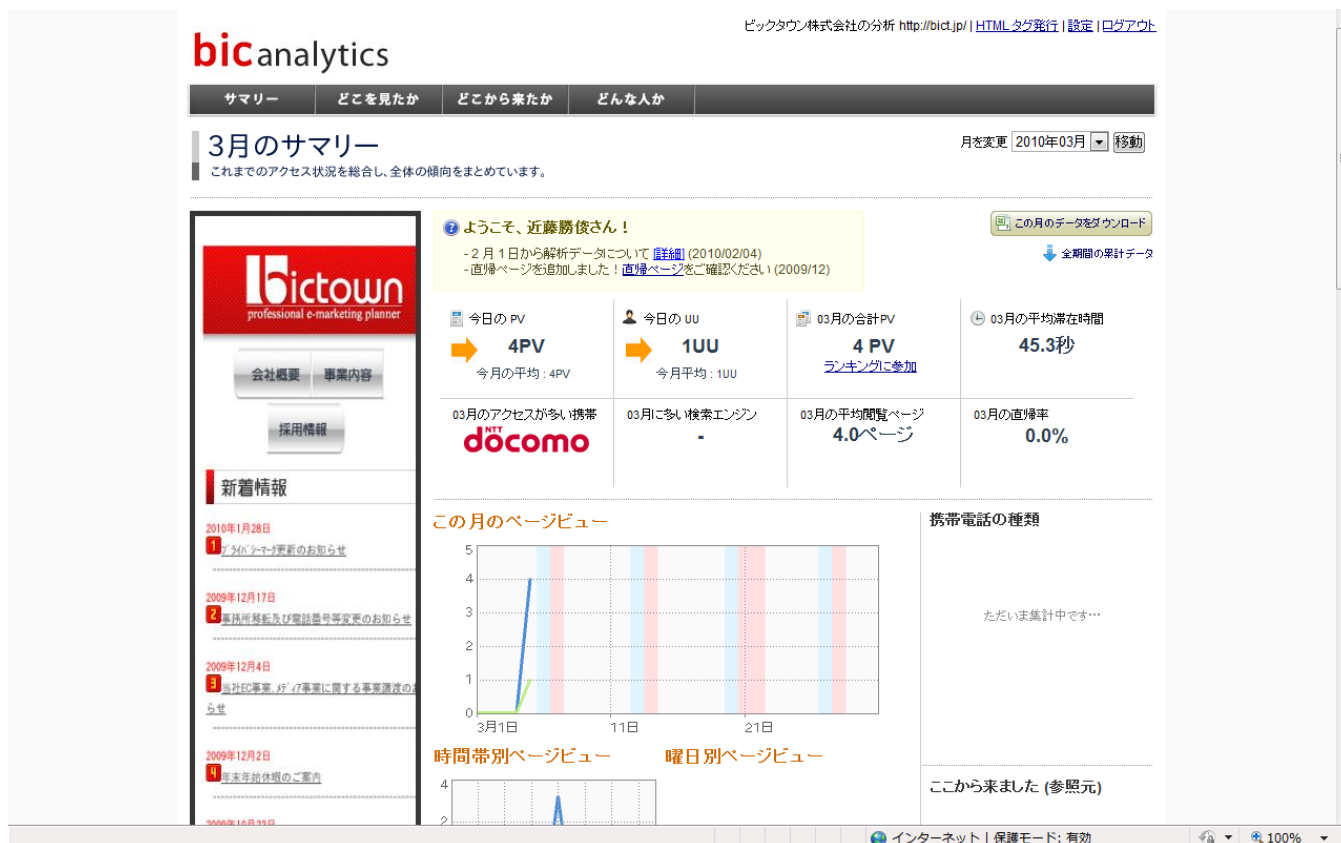 ビックタウン株式会社の分析 http://bict.jp/ | HTML タグ発行 | 設定 | ログアウト
bic analytics
サマリー どこを見たか どこから来たか どんな人か
3月のサマリー
月を変更 2010年03月 移動
これまでのアクセス状況を総合し、全体の傾向をまとめています。
bictown
professional e-marketing planner
会社概要 事業内容
採用情報
新着情報
2010年1月28日
1 プライバシーマーク更新のお知らせ
2009年12月17日
2 事務所移転及び電話番号等変更のお知らせ
2009年12月4日
3 当社EC事業、メディア事業に関する事業譲渡のお
らせ
2009年12月2日
4 年末年始休暇のご案内
2009年10月23日
ようこそ、近藤勝俊さん!
- 2 月 1 日から解析データについて [詳細] (2010/02/04)
- 直帰ページを追加しました!直帰ページをご確認ください (2009/12)
この月のデータをダウンロード
全期間の累計データ
今日の PV
4PV
今月の平均 : 4PV
今日の UU
1UU
今月平均 : 1UU
03月の合計PV
4 PV
ランキングに参加
03月の平均滞在時間
45.3秒
03月のアクセスが多い携帯
NTT
docomo
03月に多い検索エンジン
-
03月の平均閲覧ページ
4.0ページ
03月の直帰率
0.0%
この月のページビュー
5
4
3
2
1
0
3月1日 11日 21日
携帯電話の種類
ただいま集計中です…
時間帯別ページビュー 曜日別ページビュー
4
2
ここから来ました (参照元)
インターネット | 保護モード: 有効 100%